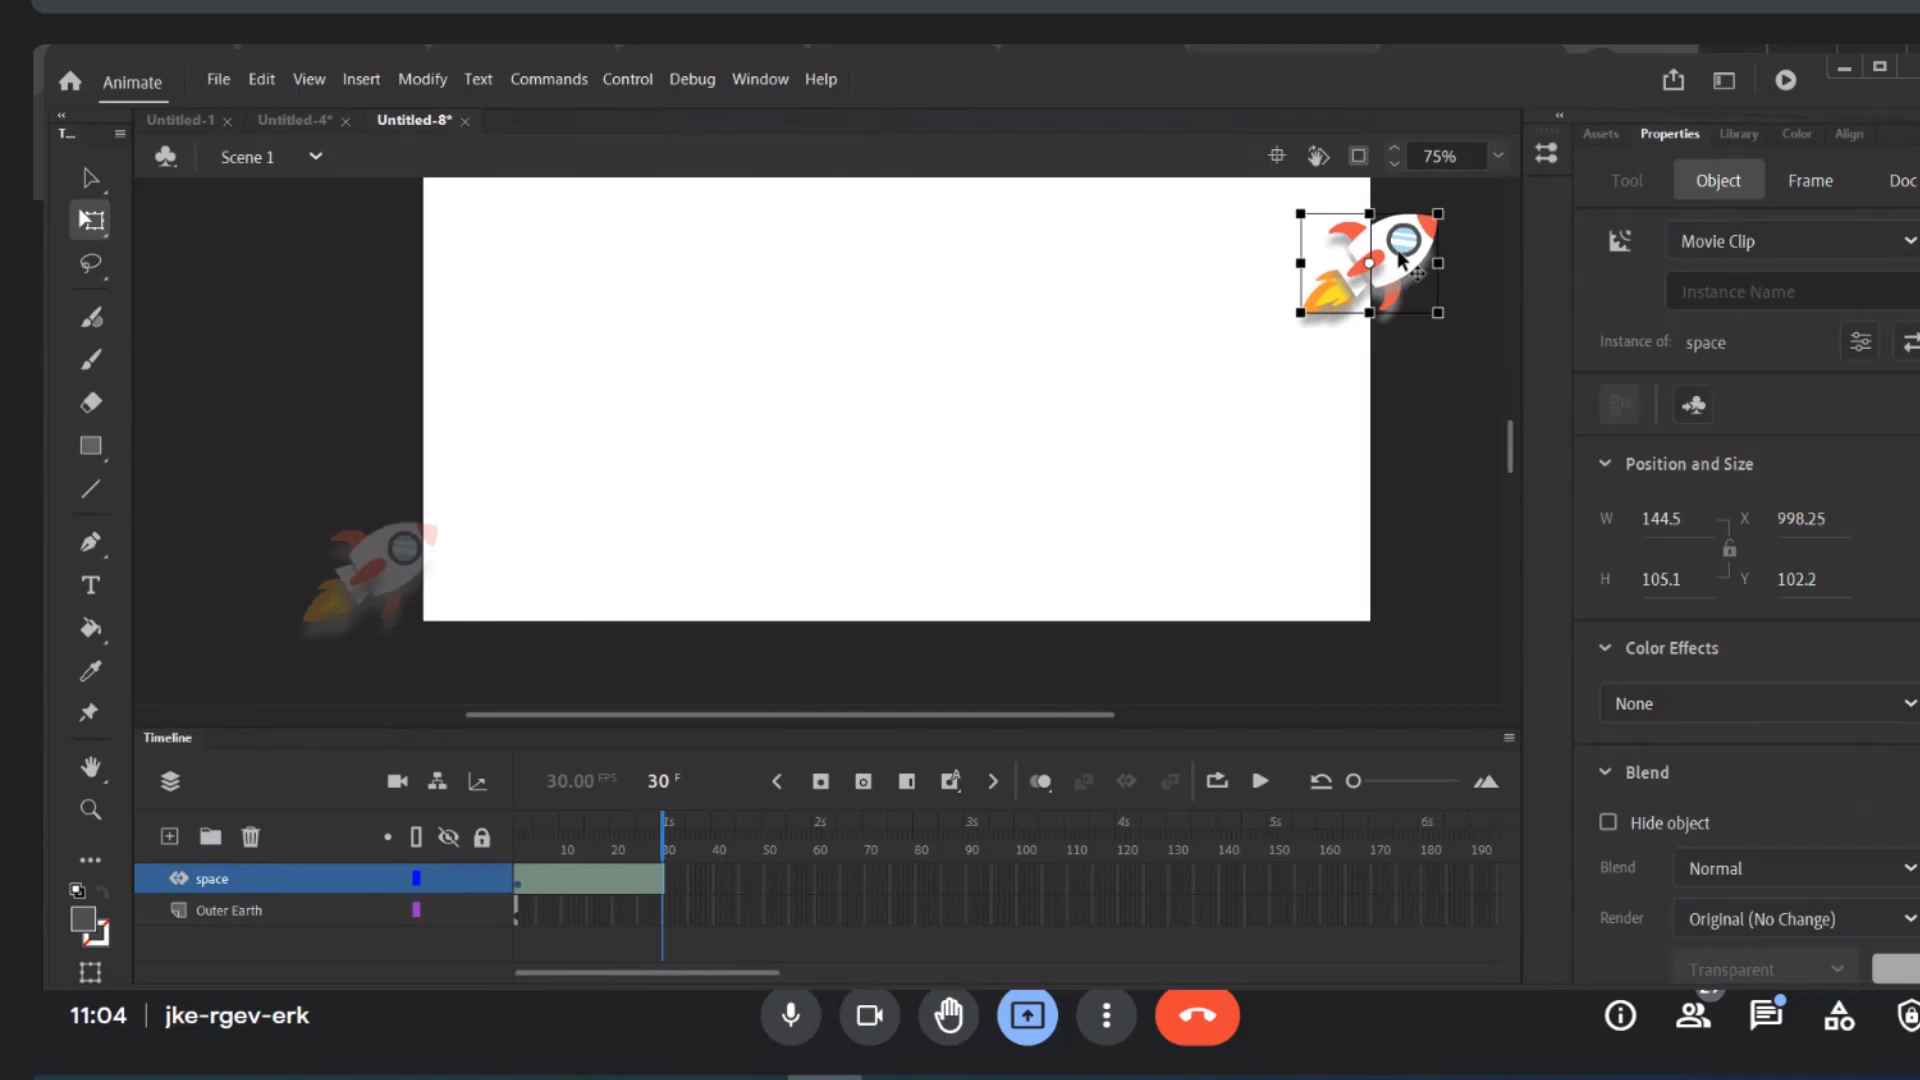 Animate
File Edit View Insert Modify Text Commands Control Debug Window Help
Untitled-1 Untitled-4* Untitled-8*
Assets Properties Library Color Align
T...
Scene 1
75%
Tool Object Frame Doc
Movie Clip
Instance Name
Instance of: space
Position and Size
W 144.5 X 998.25
H 105.1 Y 102.2
Color Effects
None
Timeline
Blend
30.00 FPS 30 F
Hide object
1s 2s 3s 4s 5s 6s
10 20 30 40 50 60 70 80 90 100 110 120 130 140 150 160 170 180 190
Blend Normal
space
Outer Earth
Render Original (No Change)
Transparent
11:04 jke-rgev-erk